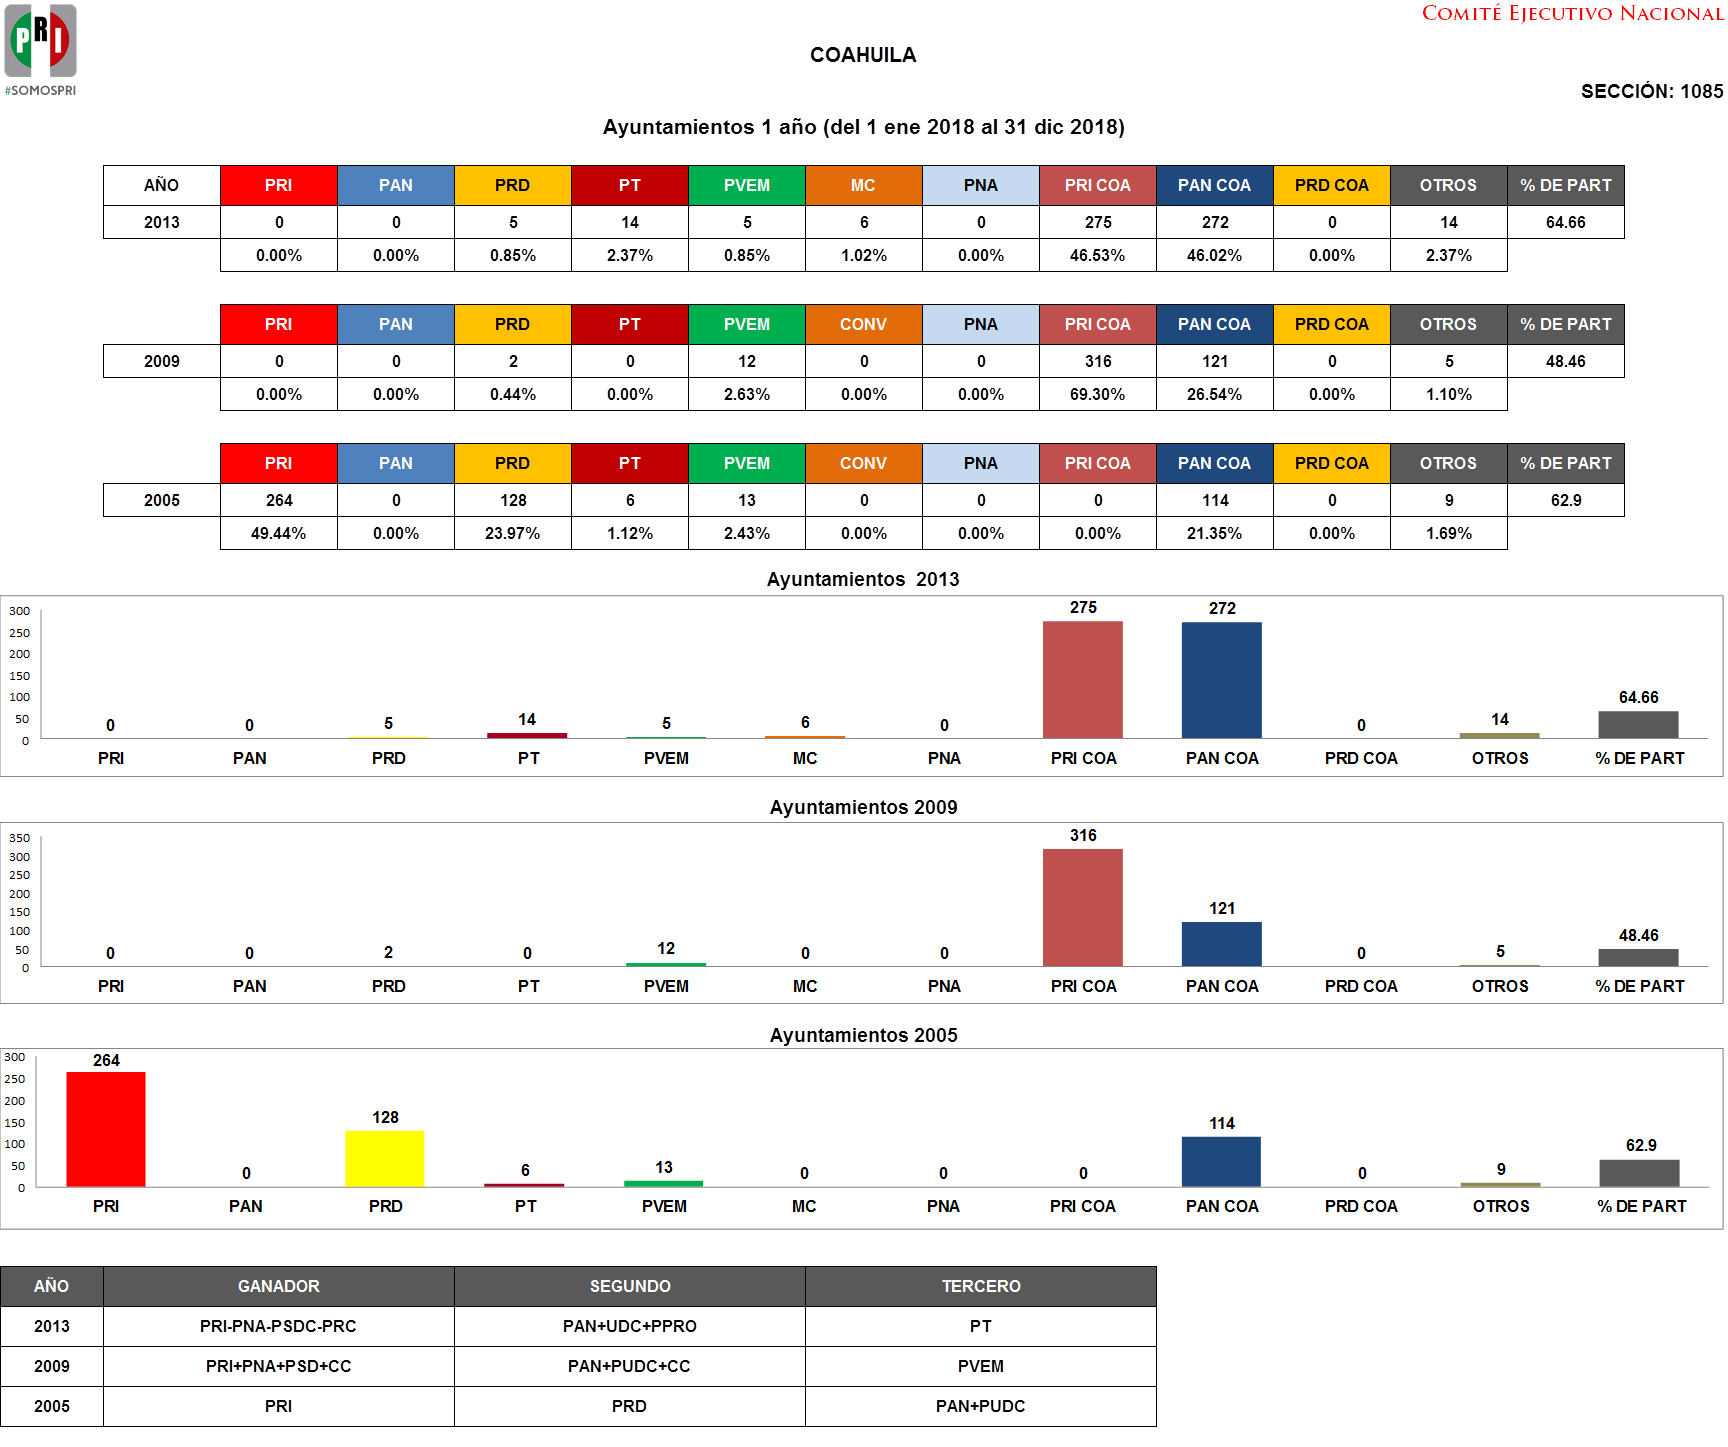 PRI
#SOMOSPRI
COMITÉ EJECUTIVO NACIONAL
COAHUILA
SECCIÓN: 1085
Ayuntamientos 1 año (del 1 ene 2018 al 31 dic 2018)
AÑO PRI PAN PRD PT PVEM MC PNA PRI COA PAN COA PRD COA OTROS % DE PART
2013 0 0 5 14 5 6 0 275 272 0 14 64.66
0.00% 0.00% 0.85% 2.37% 0.85% 1.02% 0.00% 46.53% 46.02% 0.00% 2.37%
PRI PAN PRD PT PVEM CONV PNA PRI COA PAN COA PRD COA OTROS % DE PART
2009 0 0 2 0 12 0 0 316 121 0 5 48.46
0.00% 0.00% 0.44% 0.00% 2.63% 0.00% 0.00% 69.30% 26.54% 0.00% 1.10%
PRI PAN PRD PT PVEM CONV PNA PRI COA PAN COA PRD COA OTROS % DE PART
2005 264 0 128 6 13 0 0 0 114 0 9 62.9
49.44% 0.00% 23.97% 1.12% 2.43% 0.00% 0.00% 0.00% 21.35% 0.00% 1.69%
Ayuntamientos 2013
300
250
200
150
100
50
0
0 0 5 14 5 6 0 275 272 0 14 64.66
PRI PAN PRD PT PVEM MC PNA PRI COA PAN COA PRD COA OTROS % DE PART
Ayuntamientos 2009
350
300
250
200
150
100
50
0
0 0 2 0 12 0 0 316 121 0 5 48.46
PRI PAN PRD PT PVEM MC PNA PRI COA PAN COA PRD COA OTROS % DE PART
Ayuntamientos 2005
300
250
200
150
100
50
0
264 0 128 6 13 0 0 0 114 0 9 62.9
PRI PAN PRD PT PVEM MC PNA PRI COA PAN COA PRD COA OTROS % DE PART
AÑO GANADOR SEGUNDO TERCERO
2013 PRI-PNA-PSDC-PRC PAN+UDC+PPRO PT
2009 PRI+PNA+PSD+CC PAN+PUDC+CC PVEM
2005 PRI PRD PAN+PUDC